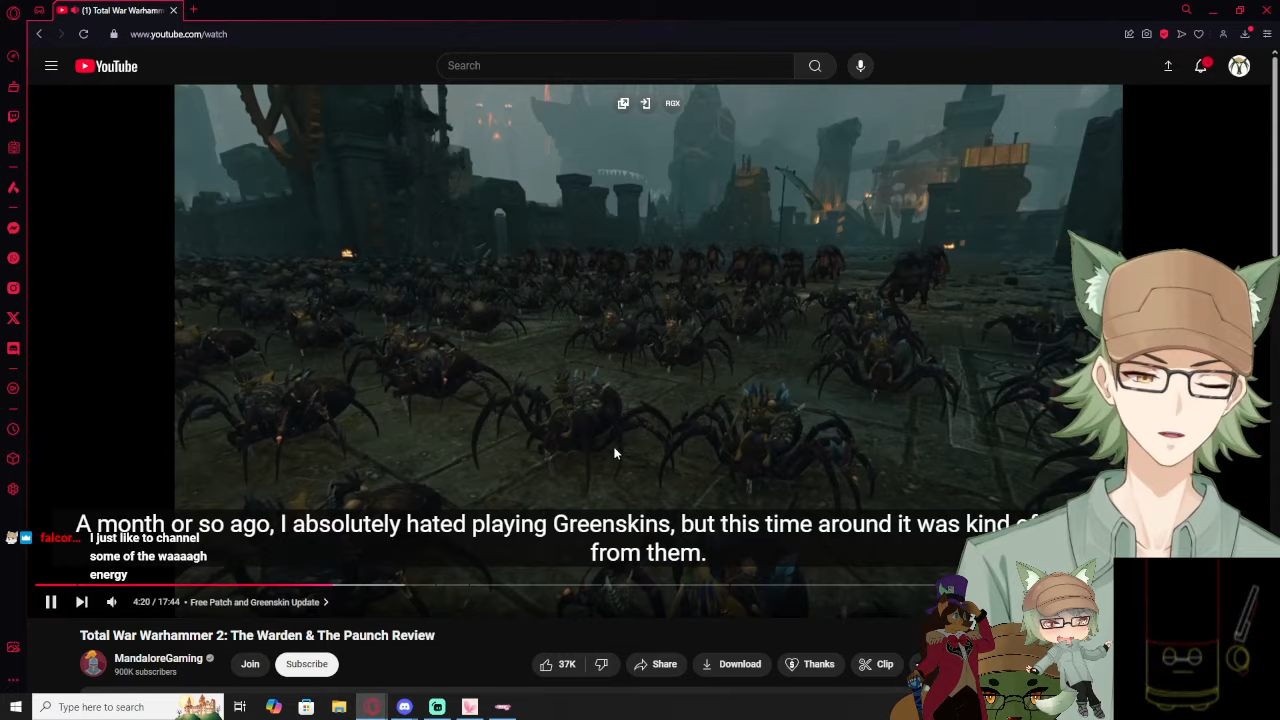 (1) Total War Warhamm
www.youtube.com/watch
YouTube
Search
RGX
A month or so ago, I absolutely hated playing Greenskins, but this time around it was kind of
from them.
falcor...
I just like to channel
some of the waaaagh
energy
4:20 / 17:44 • Free Patch and Greenskin Update
Total War Warhammer 2: The Warden & The Paunch Review
MandaloreGaming
900K subscribers
Join
Subscribe
37K
Share
Download
Thanks
Clip
Type here to search